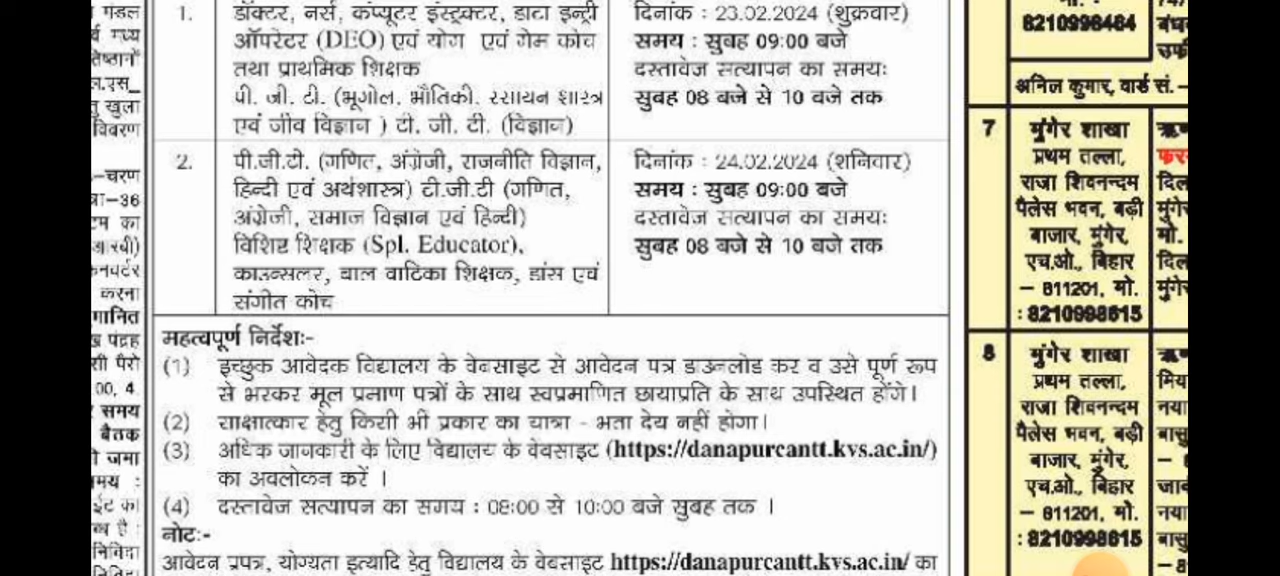 1.
डॉक्टर, नर्स, कंप्यूटर इंस्ट्रक्टर, डाटा इन्ट्री
ऑपरेटर (DEO) एवं योग एवं गेम कोच
तथा प्राथमिक शिक्षक
पी. जी. टी. (भूगोल, भौतिकी, रसायन शास्त्र
एवं जीव विज्ञान ) टी. जी. टी. (विज्ञान)
दिनांक : 23.02.2024 (शुक्रवार)
समय : सुबह 09:00 बजे
दस्तावेज सत्यापन का समयः
सुबह 08 बजे से 10 बजे तक
2.
पी.जी.टी. (गणित, अंग्रेजी, राजनीति विज्ञान,
हिन्दी एवं अर्थशास्त्र) टी.जी.टी (गणित,
अंग्रेजी, समाज विज्ञान एवं हिन्दी)
विशिष्ट शिक्षक (Spl. Educator),
काउन्सलर, बाल वाटिका शिक्षक, डांस एवं
संगीत कोच
दिनांक : 24.02.2024 (शनिवार)
समय : सुबह 09:00 बजे
दस्तावेज सत्यापन का समयः
सुबह 08 बजे से 10 बजे तक
महत्वपूर्ण निर्देशः-
(1) इच्छुक आवेदक विद्यालय के वेबसाइट से आवेदन पत्र डाउनलोड कर व उसे पूर्ण रूप
से भरकर मूल प्रमाण पत्रों के साथ स्वप्रमाणित छायाप्रति के साथ उपस्थित होंगे।
(2) साक्षात्कार हेतु किसी भी प्रकार का यात्रा - भता देय नहीं होगा।
(3) अधिक जानकारी के लिए विद्यालय के वेबसाइट (https://danapurcantt.kvs.ac.in/)
का अवलोकन करें ।
(4) दस्तावेज सत्यापन का समय : 08:00 से 10:00 बजे सुबह तक ।
नोटः-
आवेदन प्रपत्र, योग्यता इत्यादि हेतु विद्यालय के वेबसाइट https://danapurcantt.kvs.ac.in/ का
8210998484
अनिल कुमार, वार्ड सं.–
7
मुंगेर शाखा
प्रथम तल्ला,
राजा शिवनन्दम
पैलेस भवन, बड़ी
बाजार, मुंगेर,
एच.ओ., बिहार
– 811201, मो.
: 8210998615
8
मुंगेर शाखा
प्रथम तल्ला,
राजा शिवनन्दम
पैलेस भवन, बड़ी
बाजार, मुंगेर,
एच.ओ., बिहार
– 811201, मो.
: 8210998615